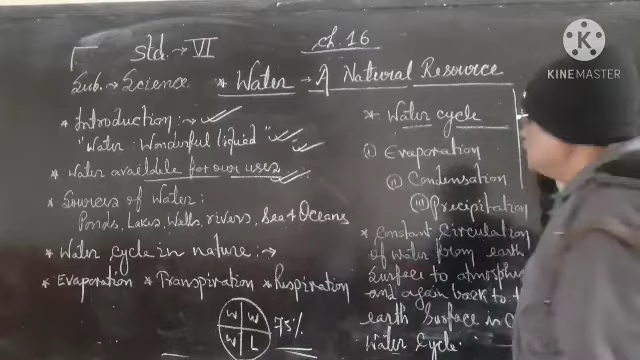 Std. → VI
ch. 16
Sub. → Science
* Water → A Natural Resource
* Introduction : →
"Water : Wonderful liquid"
* Water available for our uses
* Sources of Water :
Ponds, Lakes, Wells, rivers, Sea & Oceans
* Water cycle in nature : →
* Evaporation * Transpiration * Respiration
W W
W L
75%
* Water cycle
(i) Evaporation
(ii) Condensation
(iii) Precipitation
* Constant Circulation
of water from earth
Surface to
and again back to
earth Surface in
Water Cycle.
K
KINEMASTER